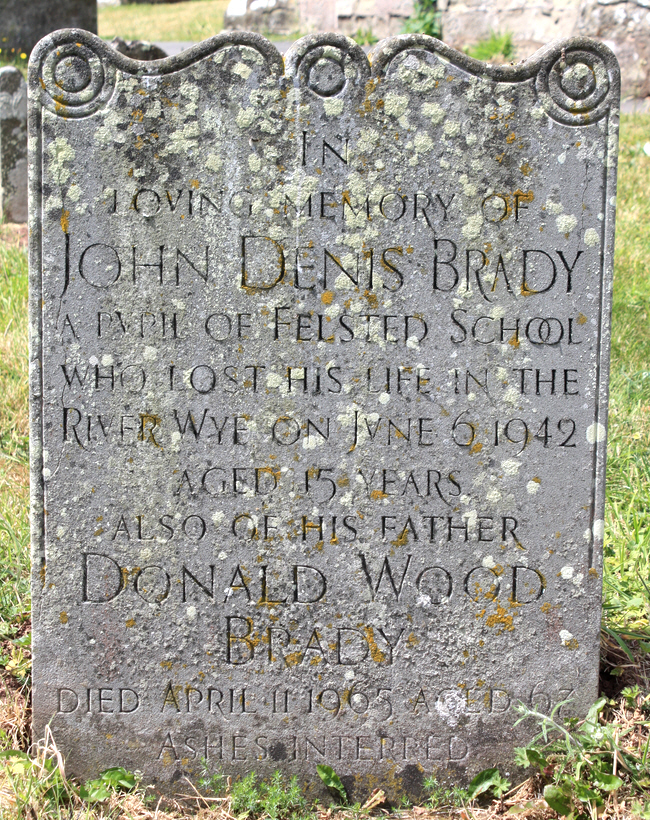 IN
LOVING MEMORY OF
JOHN DENIS BRADY
A PVPIL OF FELSTED SCHOOL
WHO LOST HIS LIFE IN THE
RIVER WYE ON JVNE 6 1942
AGED 15 YEARS
ALSO OF HIS FATHER
DONALD WOOD
BRADY
DIED APRIL 11 1965 AGED 67
ASHES INTERRED